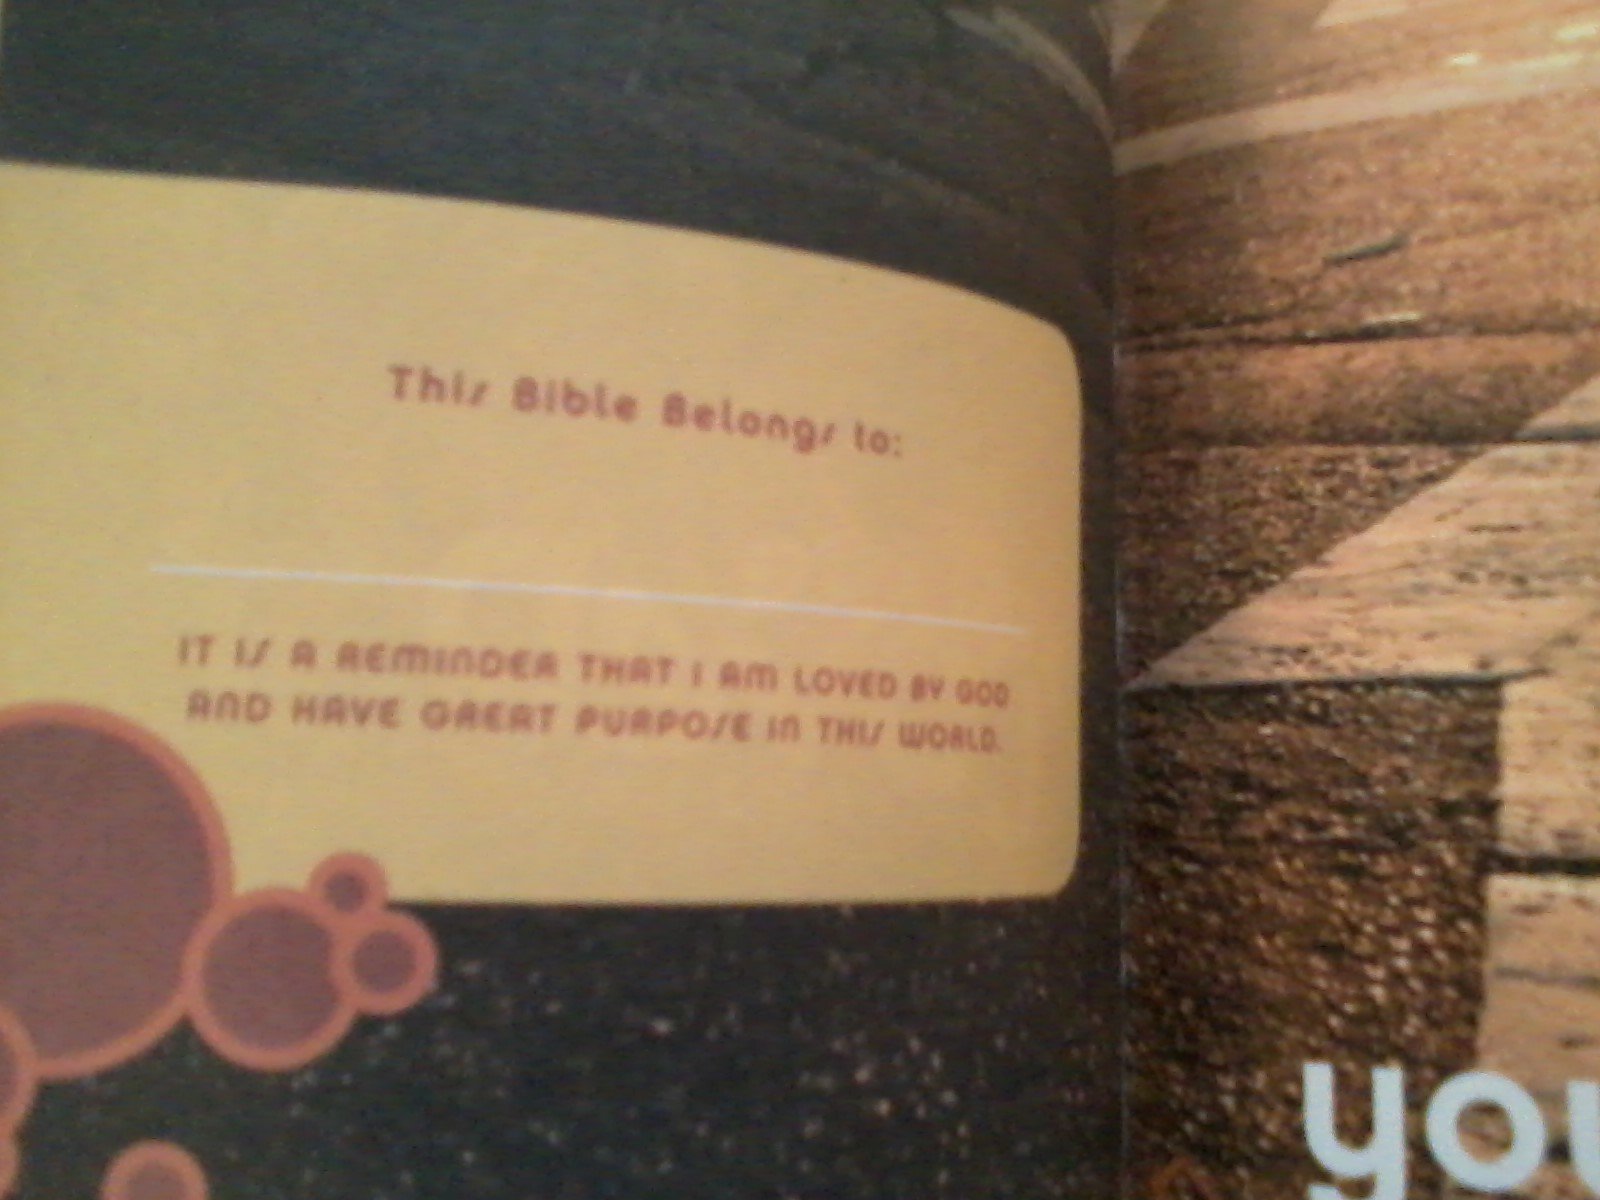 This Bible Belongs to:
IT IS A REMINDER THAT I AM LOVED BY GOD
AND HAVE GREAT PURPOSE IN THIS WORLD.
you